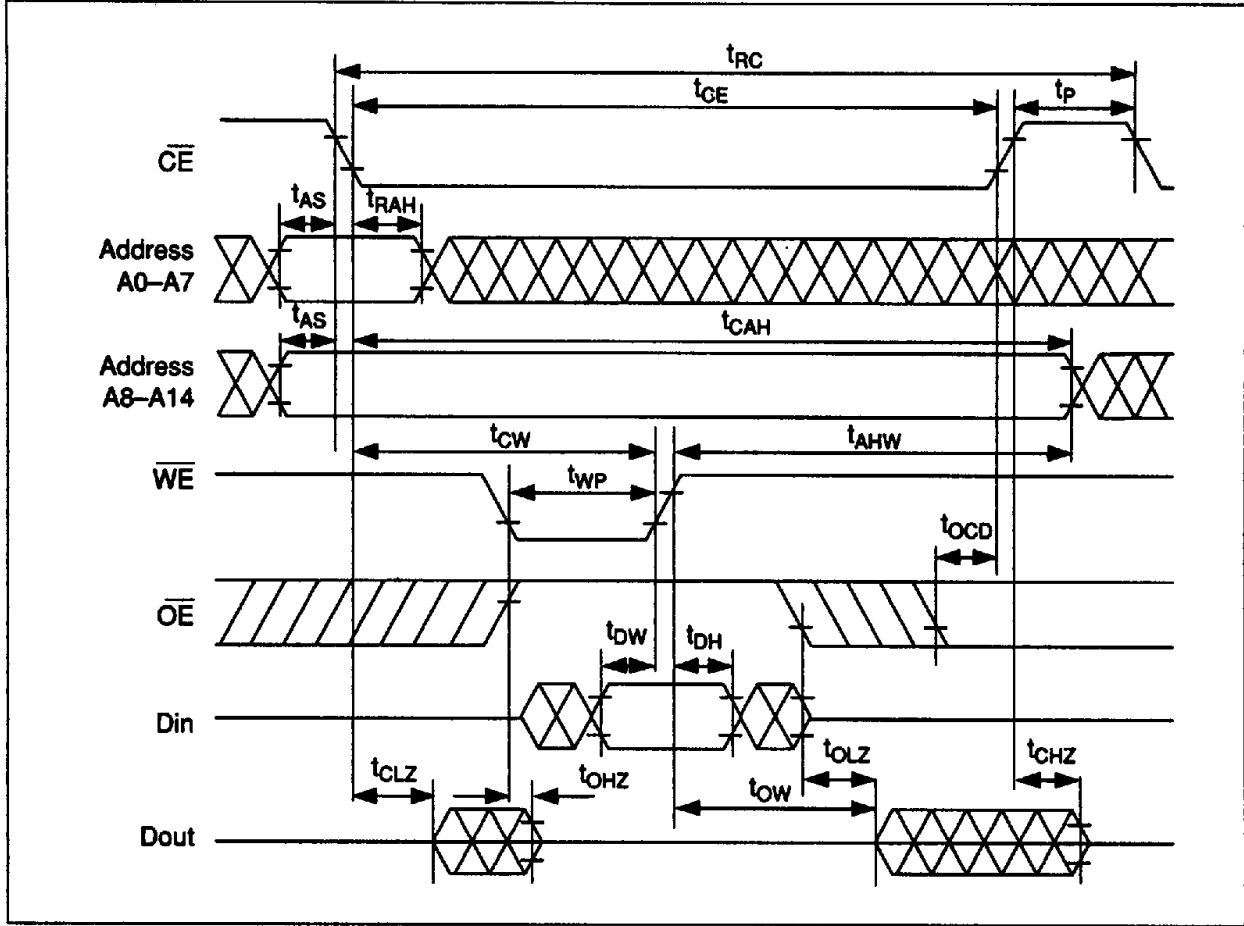 tRC
tCE
tP
CE
tAS
tRAH
Address
A0–A7
tAS
tCAH
Address
A8–A14
tCW
tAHW
WE
tWP
tOCD
OE
tDW
tDH
Din
tCLZ
tOHZ
tOW
tOLZ
tCHZ
Dout